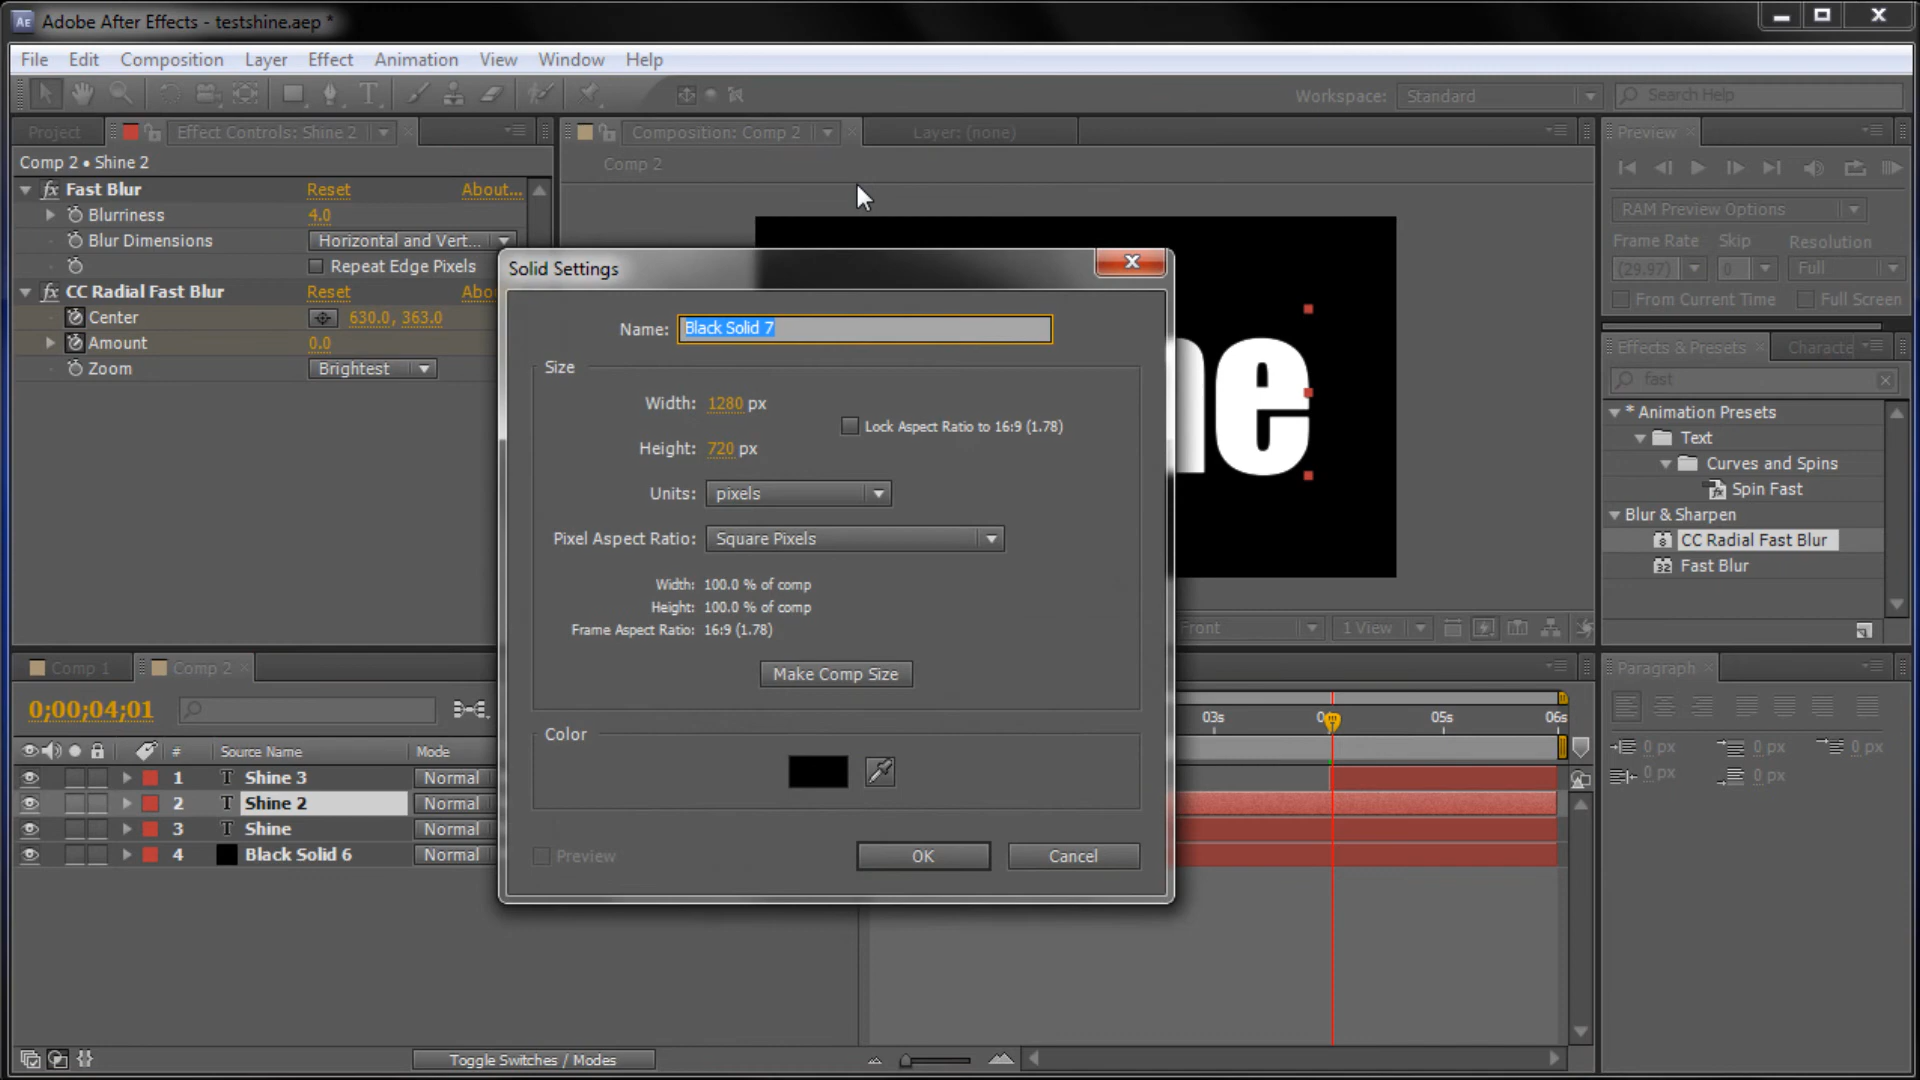 Adobe After Effects - testshine.aep *
File Edit Composition Layer Effect Animation View Window Help
Workspace: Standard Search Help
Project Effect Controls: Shine 2 Composition: Comp 2 Layer: (none) Preview
Comp 2 • Shine 2
Comp 2
Fast Blur Reset About...
Blurriness 4.0
Blur Dimensions Horizontal and Vert...
Repeat Edge Pixels
CC Radial Fast Blur Reset Abo
Center 630.0, 363.0
Amount 0.0
Zoom Brightest
Solid Settings
Name: Black Solid 7
Size
Width: 1280 px
Lock Aspect Ratio to 16:9 (1.78)
Height: 720 px
Units: pixels
Pixel Aspect Ratio: Square Pixels
Width: 100.0 % of comp
Height: 100.0 % of comp
Frame Aspect Ratio: 16:9 (1.78)
Make Comp Size
Color
Preview OK Cancel
ne
Front 1 View
RAM Preview Options
Frame Rate Skip Resolution
(29.97) 0 Full
From Current Time Full Screen
Effects & Presets Characte
fast
* Animation Presets
Text
Curves and Spins
Spin Fast
Blur & Sharpen
CC Radial Fast Blur
Fast Blur
Comp 1 Comp 2
0;00;04;01
# Source Name Mode
1 T Shine 3 Normal
2 T Shine 2 Normal
3 T Shine Normal
4 Black Solid 6 Normal
03s 05s 06s
Toggle Switches / Modes
Paragraph
0 px 0 px 0 px
0 px 0 px